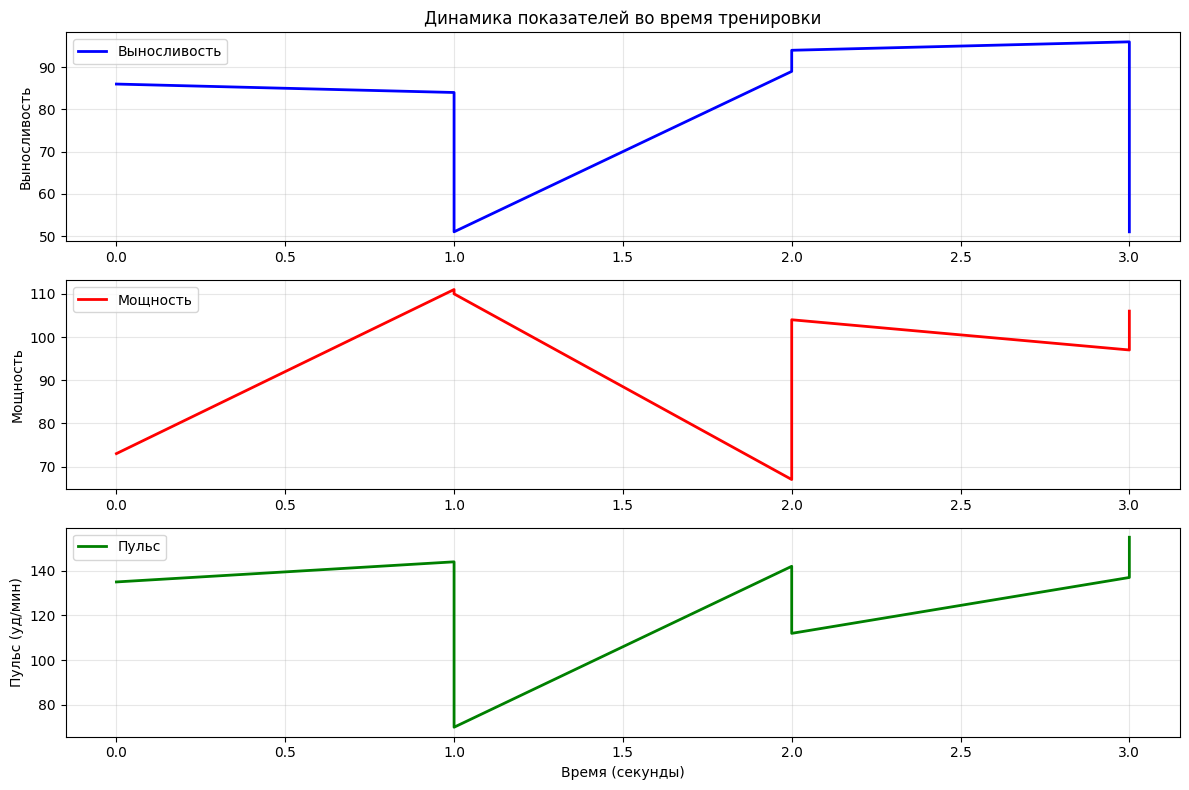 Динамика показателей во время тренировки
Выносливость
Выносливость
90
80
70
60
50
0.0 0.5 1.0 1.5 2.0 2.5 3.0
Мощность
Мощность
110
100
90
80
70
0.0 0.5 1.0 1.5 2.0 2.5 3.0
Пульс
Пульс (уд/мин)
140
120
100
80
0.0 0.5 1.0 1.5 2.0 2.5 3.0
Время (секунды)